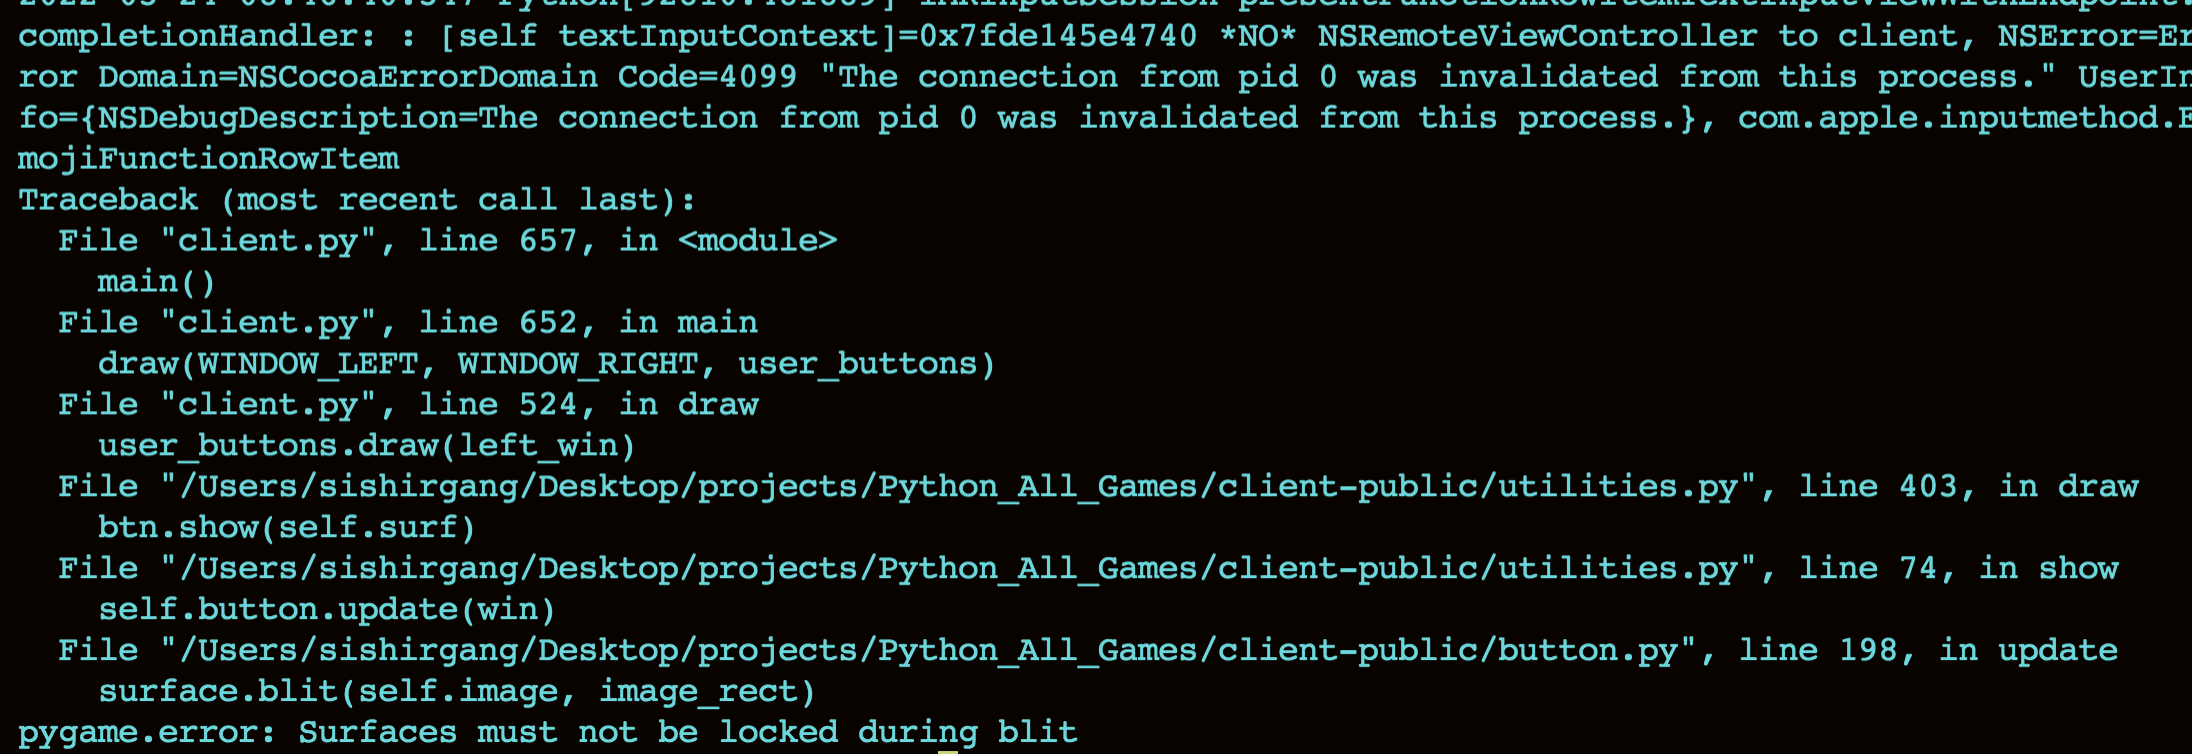 completionHandler: : [self textInputContext]=0x7fde145e4740 *NO* NSRemoteViewController to client, NSError=Er
ror Domain=NSCocoaErrorDomain Code=4099 "The connection from pid 0 was invalidated from this process." UserIn
fo={NSDebugDescription=The connection from pid 0 was invalidated from this process.}, com.apple.inputmethod.E
mojiFunctionRowItem
Traceback (most recent call last):
  File "client.py", line 657, in <module>
    main()
  File "client.py", line 652, in main
    draw(WINDOW_LEFT, WINDOW_RIGHT, user_buttons)
  File "client.py", line 524, in draw
    user_buttons.draw(left_win)
  File "/Users/sishirgang/Desktop/projects/Python_All_Games/client-public/utilities.py", line 403, in draw
    btn.show(self.surf)
  File "/Users/sishirgang/Desktop/projects/Python_All_Games/client-public/utilities.py", line 74, in show
    self.button.update(win)
  File "/Users/sishirgang/Desktop/projects/Python_All_Games/client-public/button.py", line 198, in update
    surface.blit(self.image, image_rect)
pygame.error: Surfaces must not be locked during blit